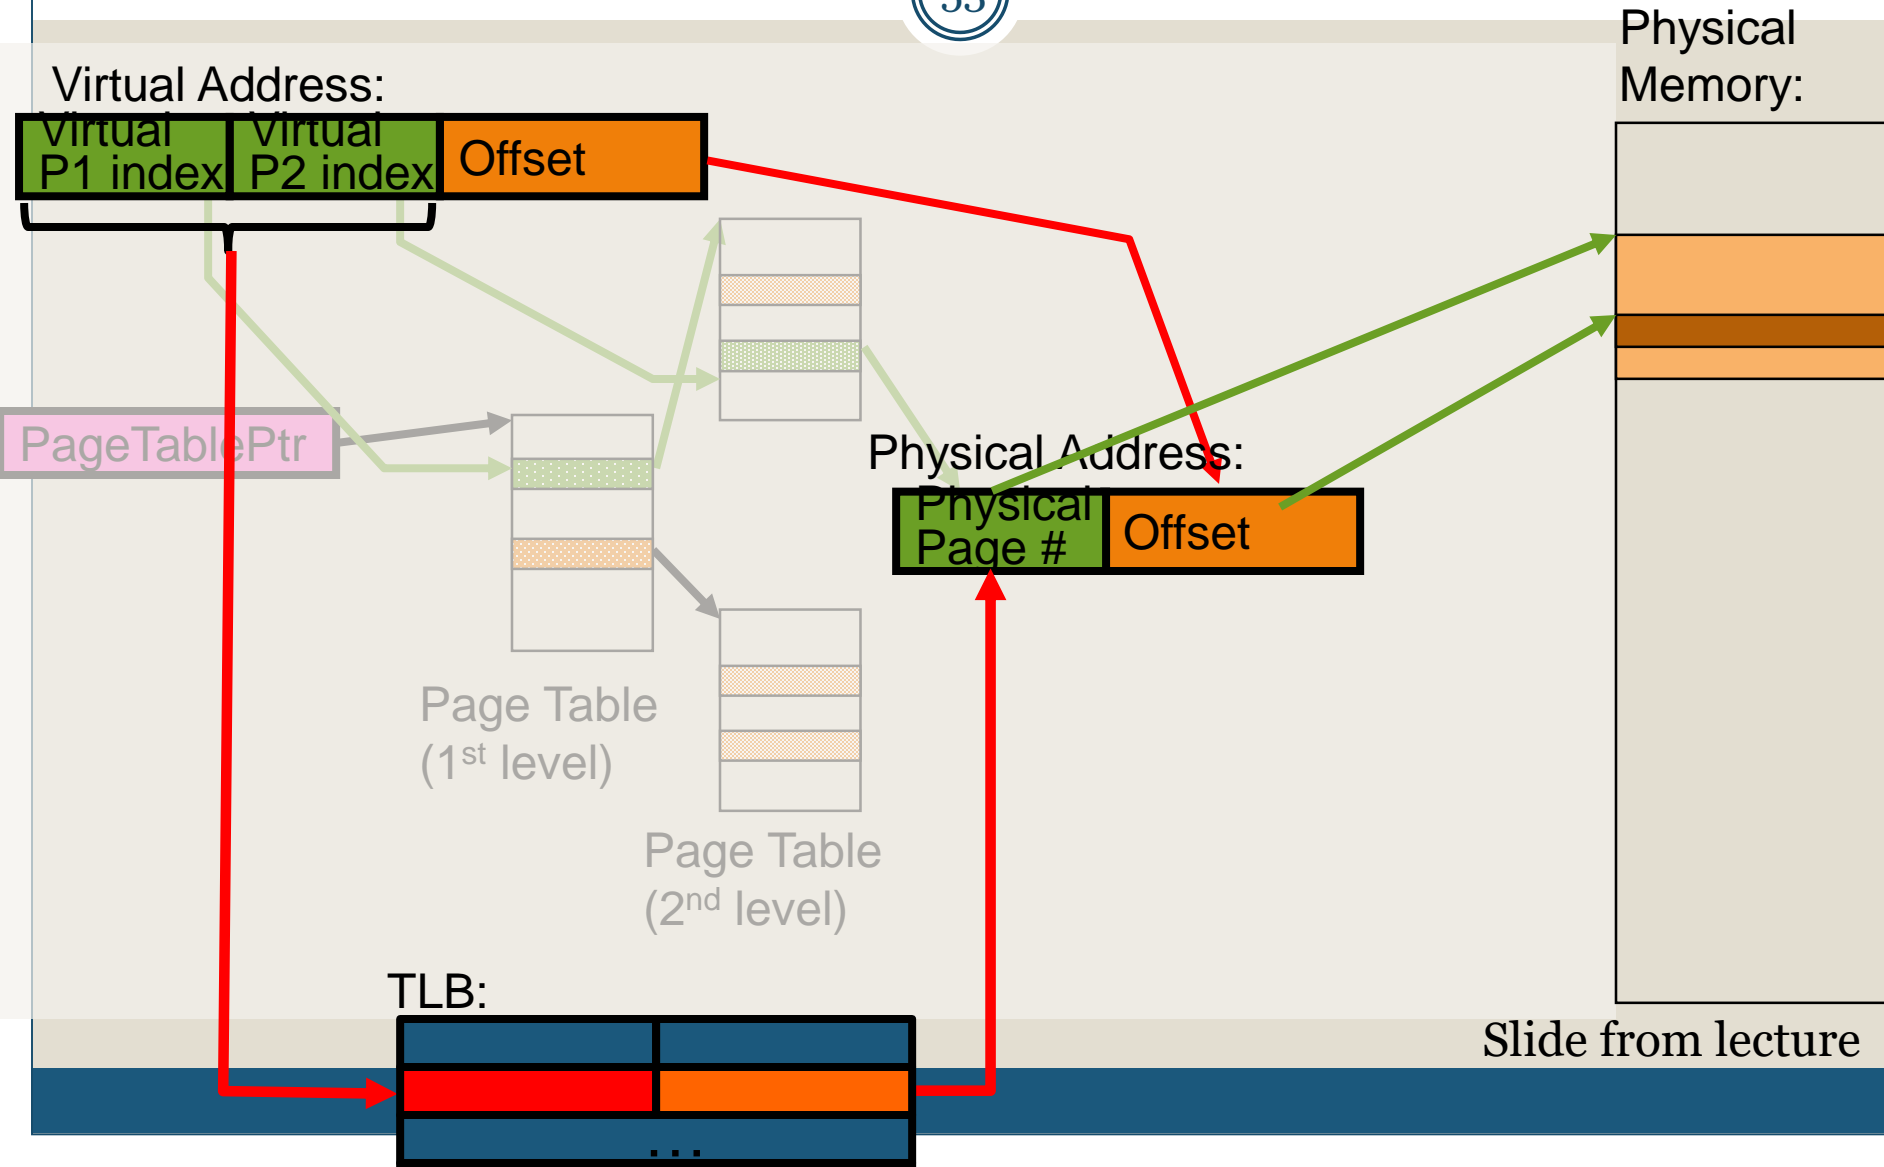 33
Physical
Memory:
Virtual Address:
Virtual
P1 index
Virtual
P2 index
Offset
PageTablePtr
Physical Address:
Physical
Page #
Offset
Page Table
(1st level)
Page Table
(2nd level)
TLB:
...
Slide from lecture